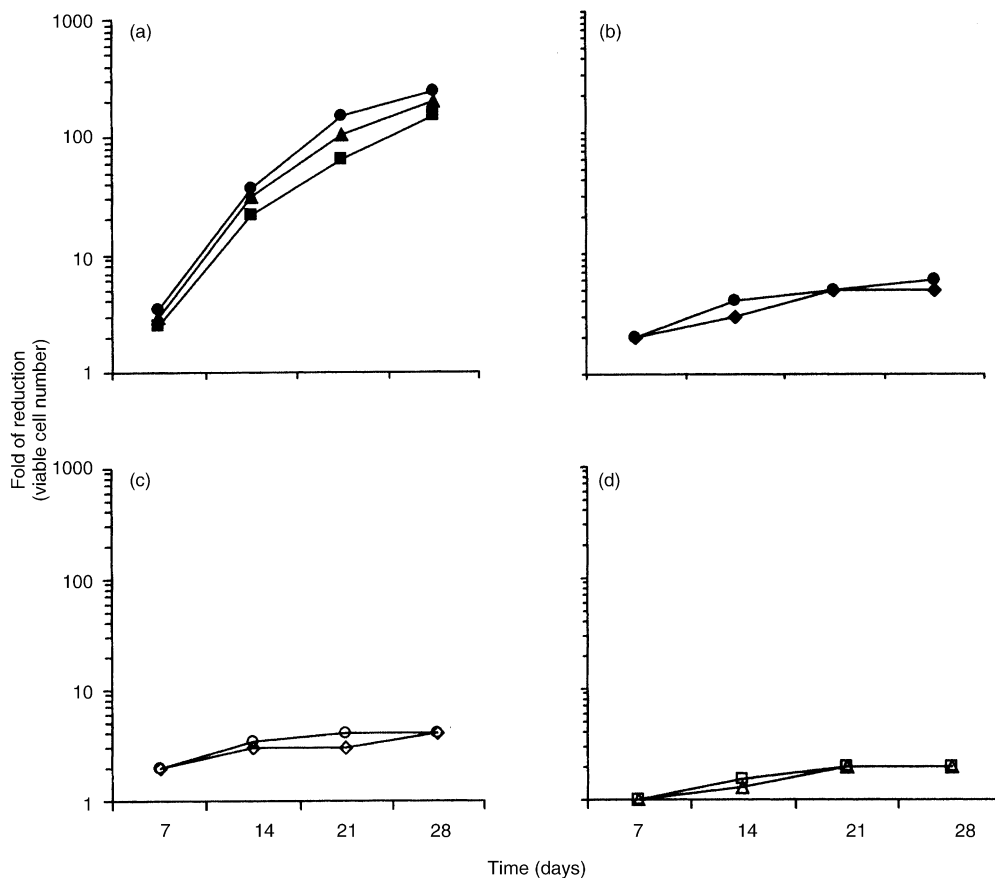 (a)
(b)
1000
100
10
1
Fold of reduction
(viable cell number)
(c)
(d)
1000
100
10
1
7 14 21 28
7 14 21 28
Time (days)